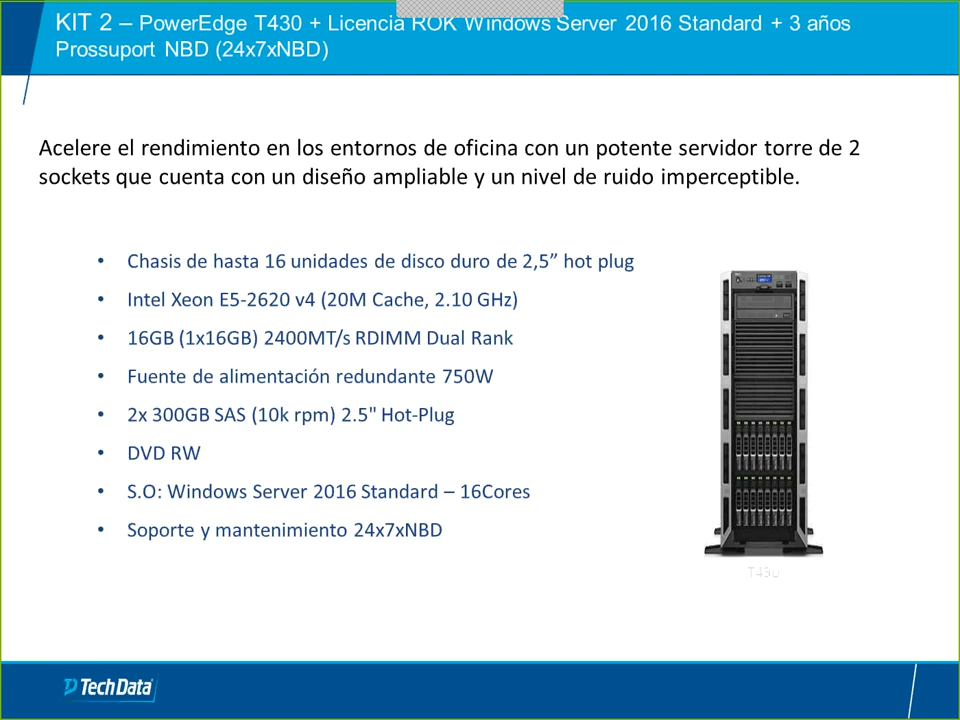 KIT 2 – PowerEdge T430 + Licencia ROK Windows Server 2016 Standard + 3 años
Prossuport NBD (24x7xNBD)
Acelere el rendimiento en los entornos de oficina con un potente servidor torre de 2
sockets que cuenta con un diseño ampliable y un nivel de ruido imperceptible.
• Chasis de hasta 16 unidades de disco duro de 2,5” hot plug
• Intel Xeon E5-2620 v4 (20M Cache, 2.10 GHz)
• 16GB (1x16GB) 2400MT/s RDIMM Dual Rank
• Fuente de alimentación redundante 750W
• 2x 300GB SAS (10k rpm) 2.5" Hot-Plug
• DVD RW
• S.O: Windows Server 2016 Standard – 16Cores
• Soporte y mantenimiento 24x7xNBD
T430
Tech Data